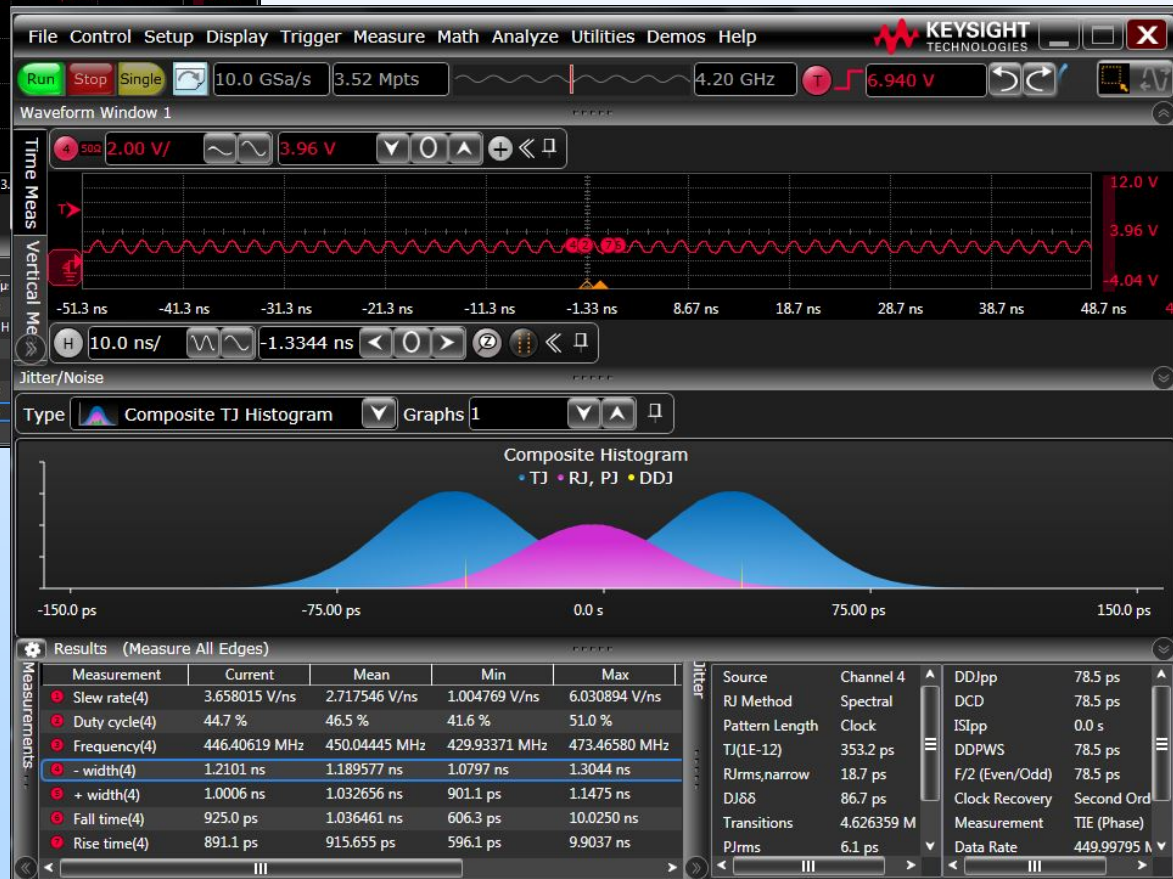 File Control Setup Display Trigger Measure Math Analyze Utilities Demos Help KEYSIGHT TECHNOLOGIES X
Run Stop Single 10.0 GSa/s 3.52 Mpts 4.20 GHz T 6.940 V
Waveform Window 1
Time Meas
Vertical Me
4 50Ω 2.00 V/ 3.96 V 0
12.0 V
T
3.96 V
4 2 7 5
-4.04 V
-51.3 ns -41.3 ns -31.3 ns -21.3 ns -11.3 ns -1.33 ns 8.67 ns 18.7 ns 28.7 ns 38.7 ns 48.7 ns 4
H 10.0 ns/ -1.3344 ns 0 Z
Jitter/Noise
Type Composite TJ Histogram Graphs 1
Composite Histogram
TJ RJ, PJ DDJ
-150.0 ps -75.00 ps 0.0 s 75.00 ps 150.0 ps
Results (Measure All Edges)
Measurements
Measurement Current Mean Min Max
1 Slew rate(4) 3.658015 V/ns 2.717546 V/ns 1.004769 V/ns 6.030894 V/ns
2 Duty cycle(4) 44.7 % 46.5 % 41.6 % 51.0 %
3 Frequency(4) 446.40619 MHz 450.04445 MHz 429.93371 MHz 473.46580 MHz
4 - width(4) 1.2101 ns 1.189577 ns 1.0797 ns 1.3044 ns
5 + width(4) 1.0006 ns 1.032656 ns 901.1 ps 1.1475 ns
6 Fall time(4) 925.0 ps 1.036461 ns 606.3 ps 10.0250 ns
7 Rise time(4) 891.1 ps 915.655 ps 596.1 ps 9.9037 ns
Jitter
Source Channel 4
RJ Method Spectral
Pattern Length Clock
TJ(1E-12) 353.2 ps
RJrms,narrow 18.7 ps
DJδδ 86.7 ps
Transitions 4.626359 M
PJrms 6.1 ps
DDJpp 78.5 ps
DCD 78.5 ps
ISIpp 0.0 s
DDPWS 78.5 ps
F/2 (Even/Odd) 78.5 ps
Clock Recovery Second Ord
Measurement TIE (Phase)
Data Rate 449.99795